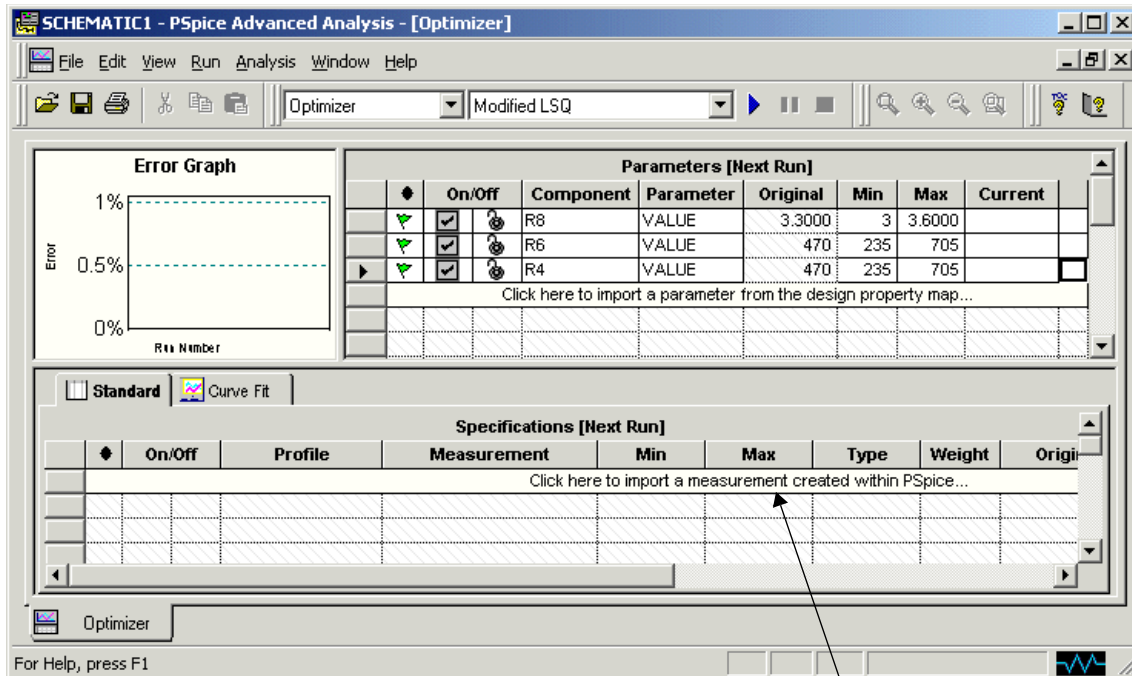 SCHEMATIC1 - PSpice Advanced Analysis - [Optimizer]
File Edit View Run Analysis Window Help
Optimizer Modified LSQ
Error Graph
1%
0.5%
0%
Error
Run Number
Parameters [Next Run]
On/Off Component Parameter Original Min Max Current
R8 VALUE 3.3000 3 3.6000
R6 VALUE 470 235 705
R4 VALUE 470 235 705
Click here to import a parameter from the design property map...
Standard Curve Fit
Specifications [Next Run]
On/Off Profile Measurement Min Max Type Weight Origin
Click here to import a measurement created within PSpice...
Optimizer
For Help, press F1